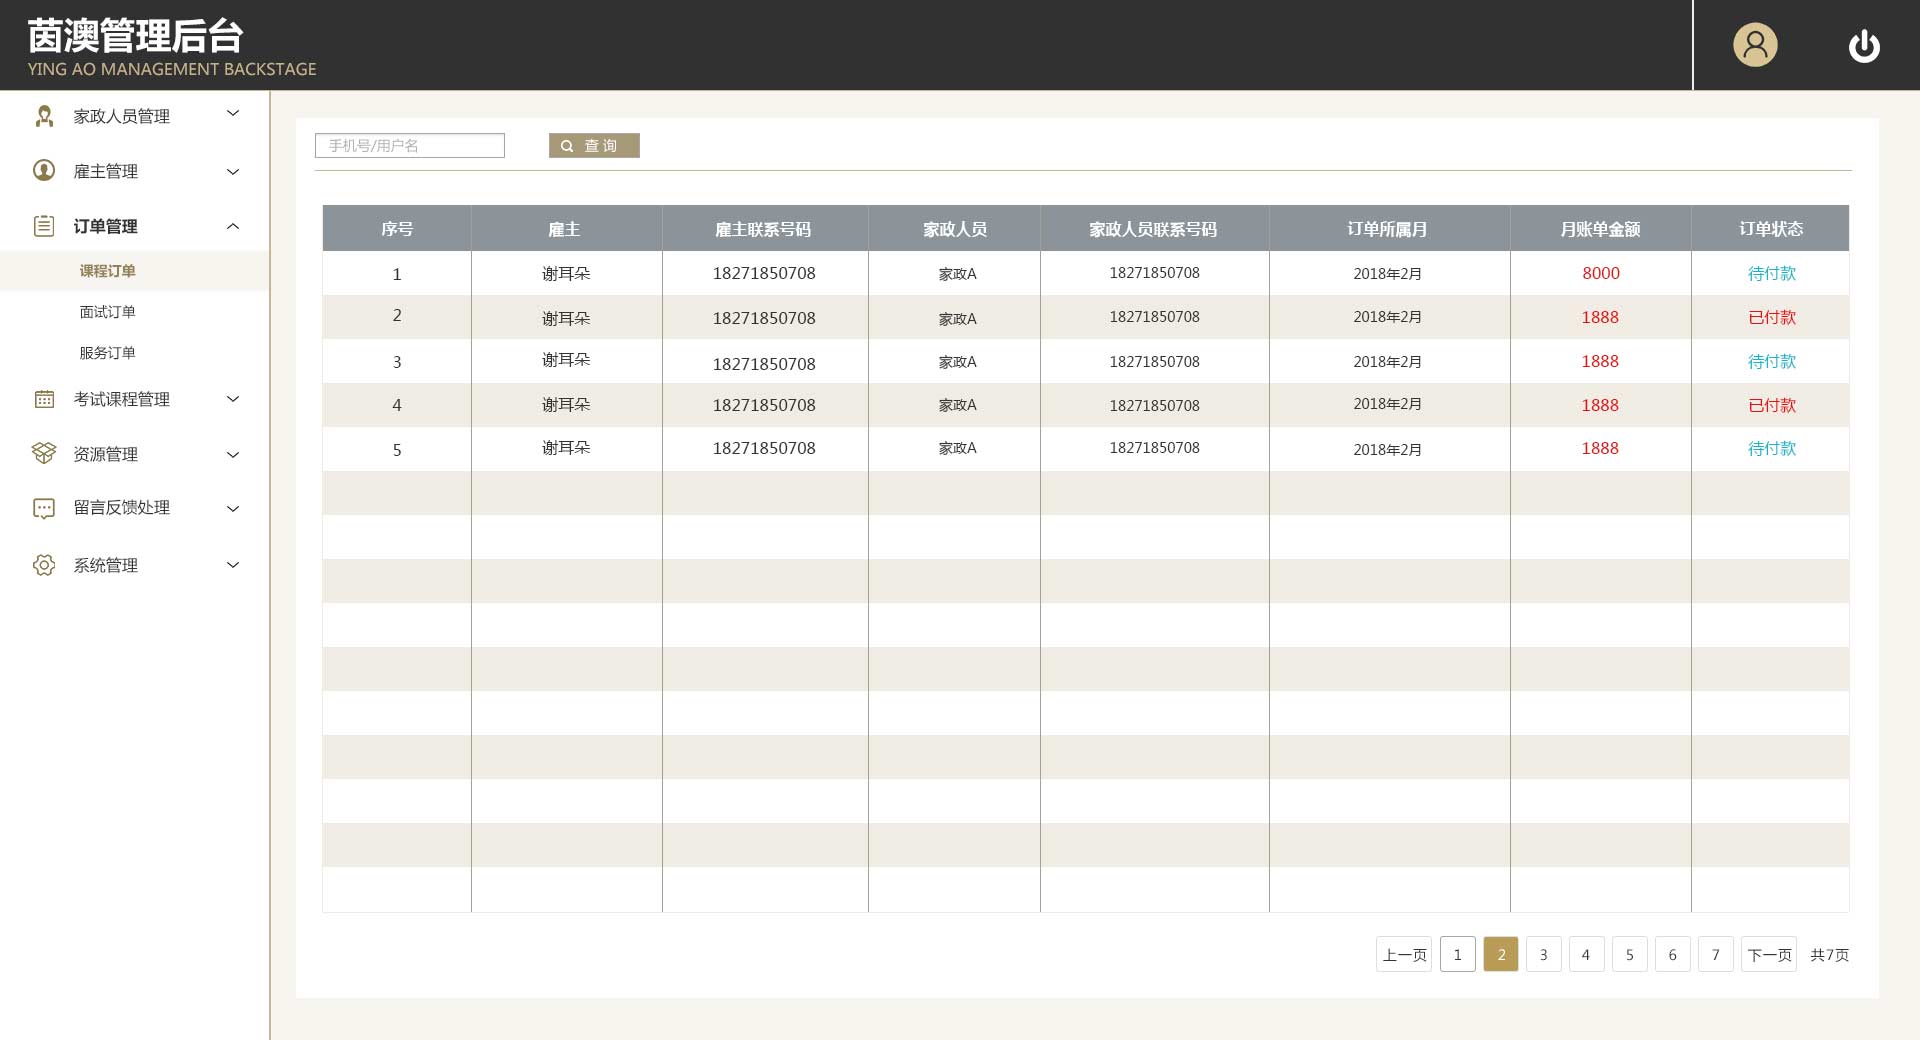 茵澳管理后台
YING AO MANAGEMENT BACKSTAGE
家政人员管理
雇主管理
订单管理
课程订单
面试订单
服务订单
考试课程管理
资源管理
留言反馈处理
系统管理
手机号/用户名 查 询
序号 雇主 雇主联系号码 家政人员 家政人员联系号码 订单所属月 月账单金额 订单状态
1 谢耳朵 18271850708 家政A 18271850708 2018年2月 8000 待付款
2 谢耳朵 18271850708 家政A 18271850708 2018年2月 1888 已付款
3 谢耳朵 18271850708 家政A 18271850708 2018年2月 1888 待付款
4 谢耳朵 18271850708 家政A 18271850708 2018年2月 1888 已付款
5 谢耳朵 18271850708 家政A 18271850708 2018年2月 1888 待付款
上一页 1 2 3 4 5 6 7 下一页 共7页